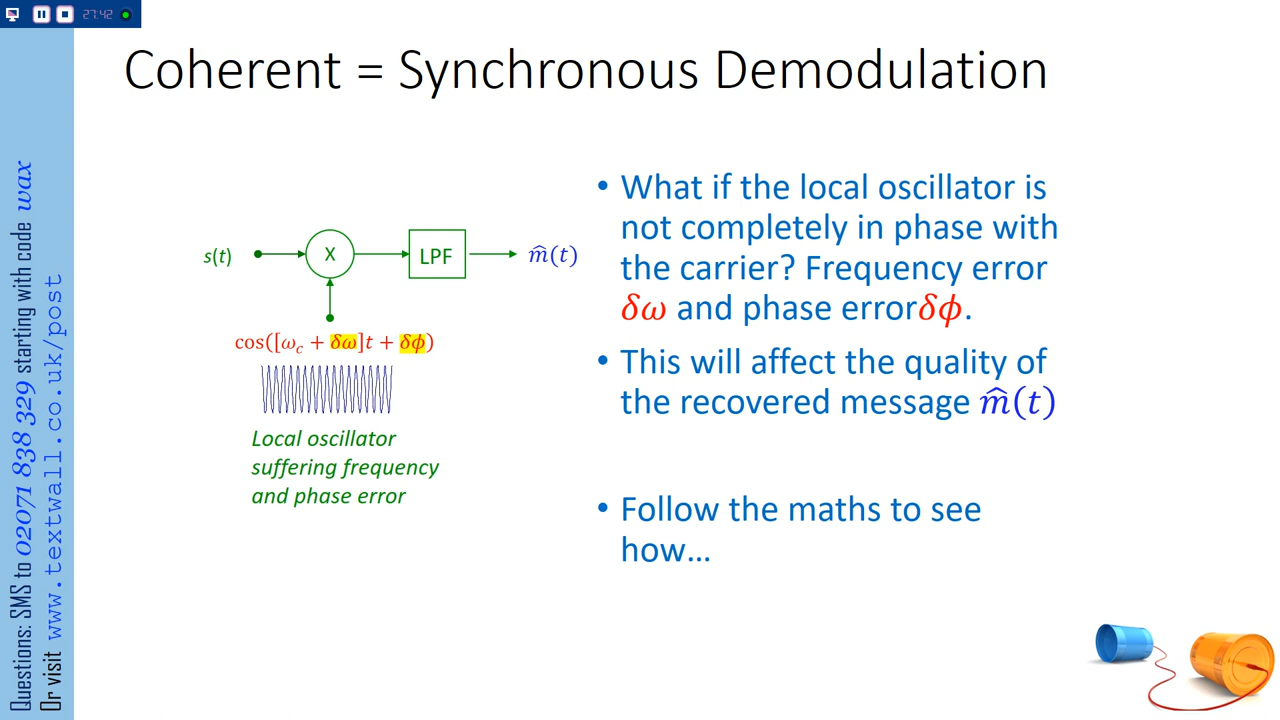 27:42
Coherent = Synchronous Demodulation
Questions: SMS to 02071 838 329 starting with code wax
Or visit www.textwall.co.uk/post
s(t)
X
LPF
m̂(t)
cos([ω_c + δω]t + δϕ)
Local oscillator
suffering frequency
and phase error
• What if the local oscillator is
not completely in phase with
the carrier? Frequency error
δω and phase errorδϕ.
• This will affect the quality of
the recovered message m̂(t)
• Follow the maths to see
how…